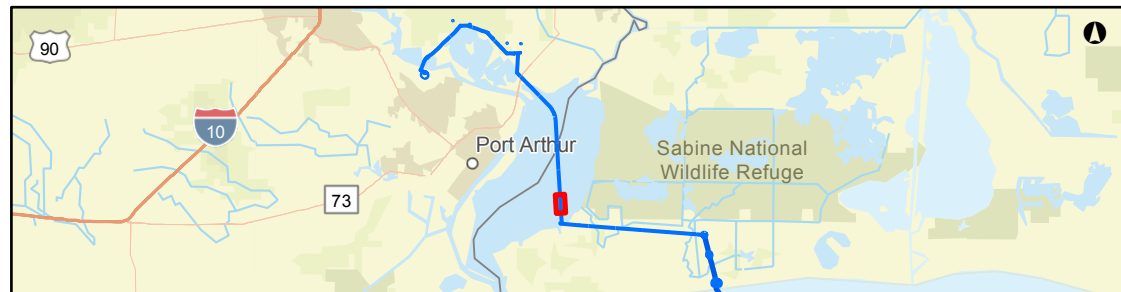 90
10
Port Arthur
Sabine National
Wildlife Refuge
73